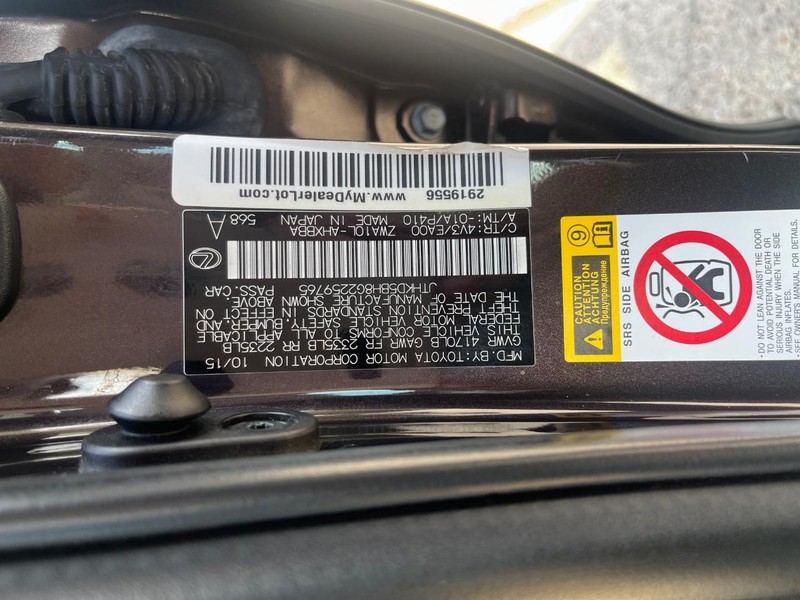 MFD. BY: TOYOTA MOTOR CORPORATION 10/15
GWVR 4170LB GAWR FR 2335LB RR 2235LB
THIS VEHICLE CONFORMS TO ALL APPLICABLE
FEDERAL MOTOR VEHICLE SAFETY, BUMPER, AND
THEFT PREVENTION STANDARDS IN EFFECT ON
THE DATE OF MANUFACTURE SHOWN ABOVE.
PASS. CAR
C/TR: 4V3/EA00 ZWA10L-AHXBBA
A/TM: -01A/P410 MADE IN JAPAN
568 A
2919556 www.MyDealerLot.com
CAUTION
ATTENTION
ACHTUNG
Предупреждение
SRS SIDE AIRBAG
• DO NOT LEAN AGAINST THE DOOR
TO AVOID POTENTIAL DEATH OR
SERIOUS INJURY WHEN THE SIDE
AIRBAG INFLATES.
• SEE OWNER'S MANUAL FOR DETAILS.